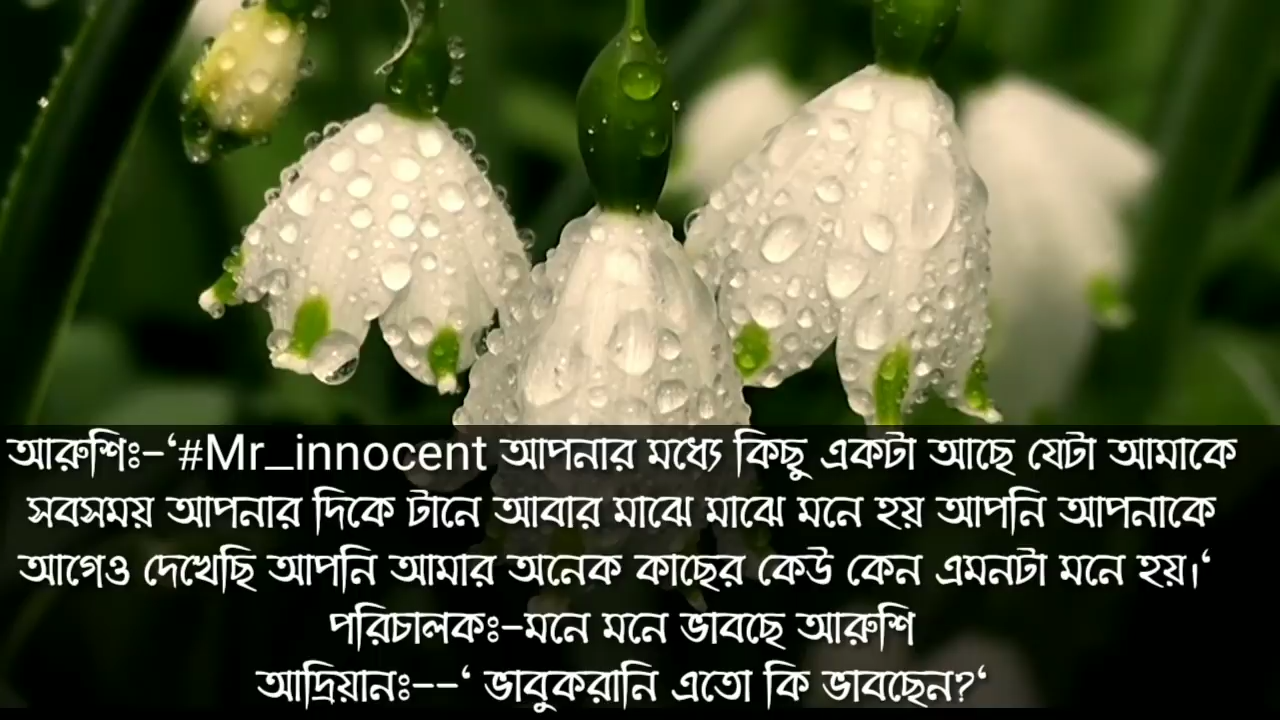 আরুশিঃ-‘#Mr_innocent আপনার মধ্যে কিছু একটা আছে যেটা আমাকে
সবসময় আপনার দিকে টানে আবার মাঝে মাঝে মনে হয় আপনি আপনাকে
আগেও দেখেছি আপনি আমার অনেক কাছের কেউ কেন এমনটা মনে হয়।‘
পরিচালকঃ-মনে মনে ভাবছে আরুশি
আদ্রিয়ানঃ--‘ ভাবুকরানি এতো কি ভাবছেন?‘